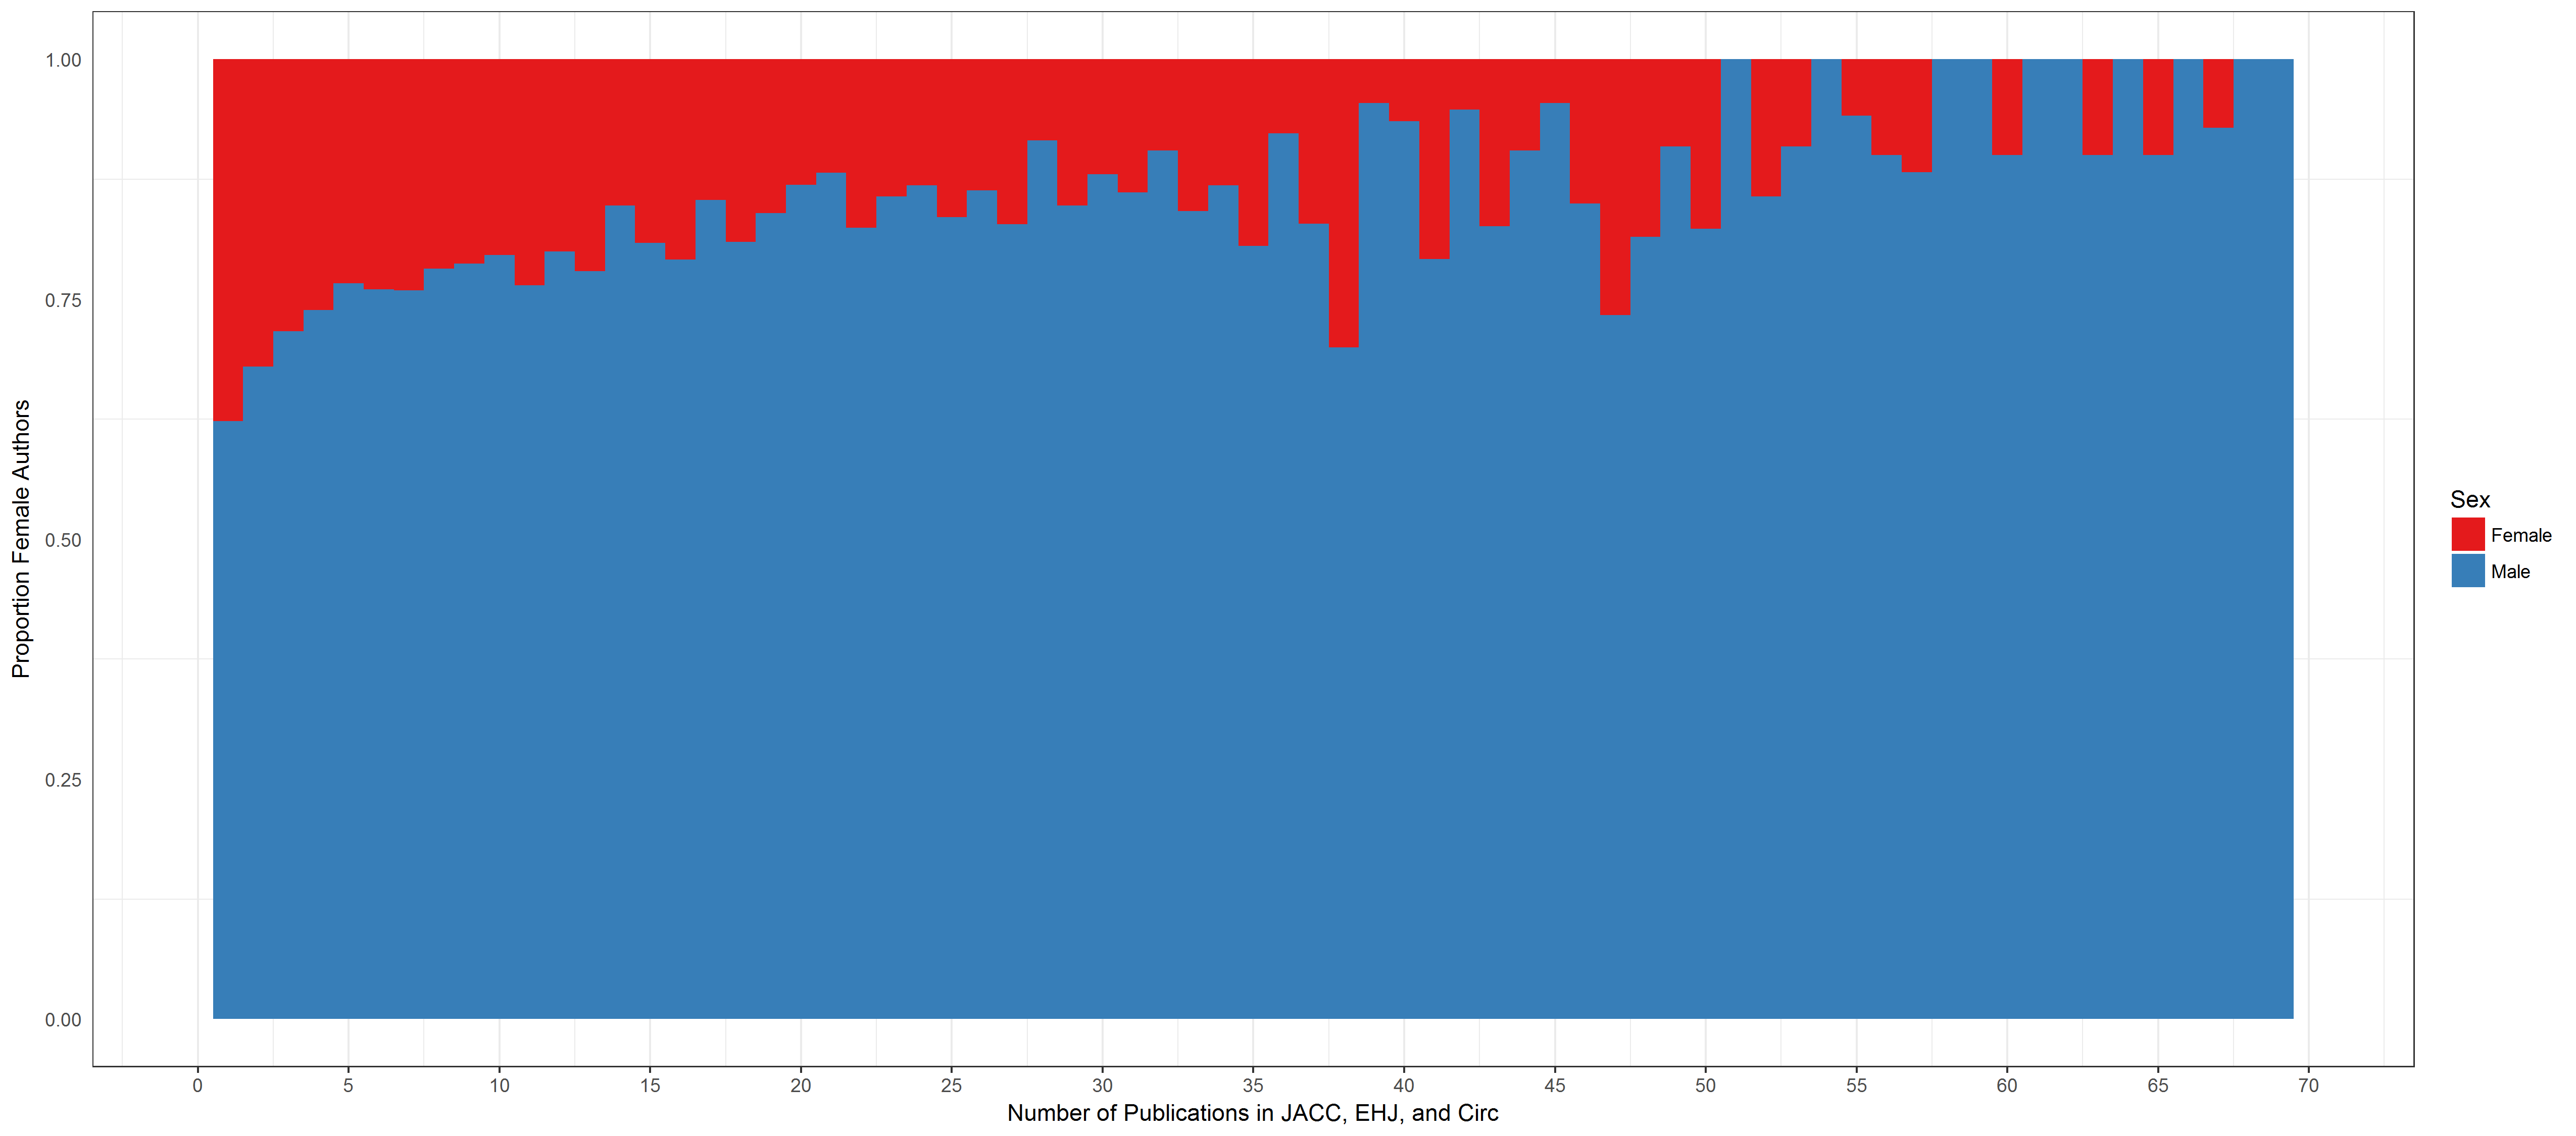 1.00
0.75
0.50
0.25
0.00
Proportion Female Authors
0 5 10 15 20 25 30 35 40 45 50 55 60 65 70
Number of Publications in JACC, EHJ, and Circ
Sex
Female
Male